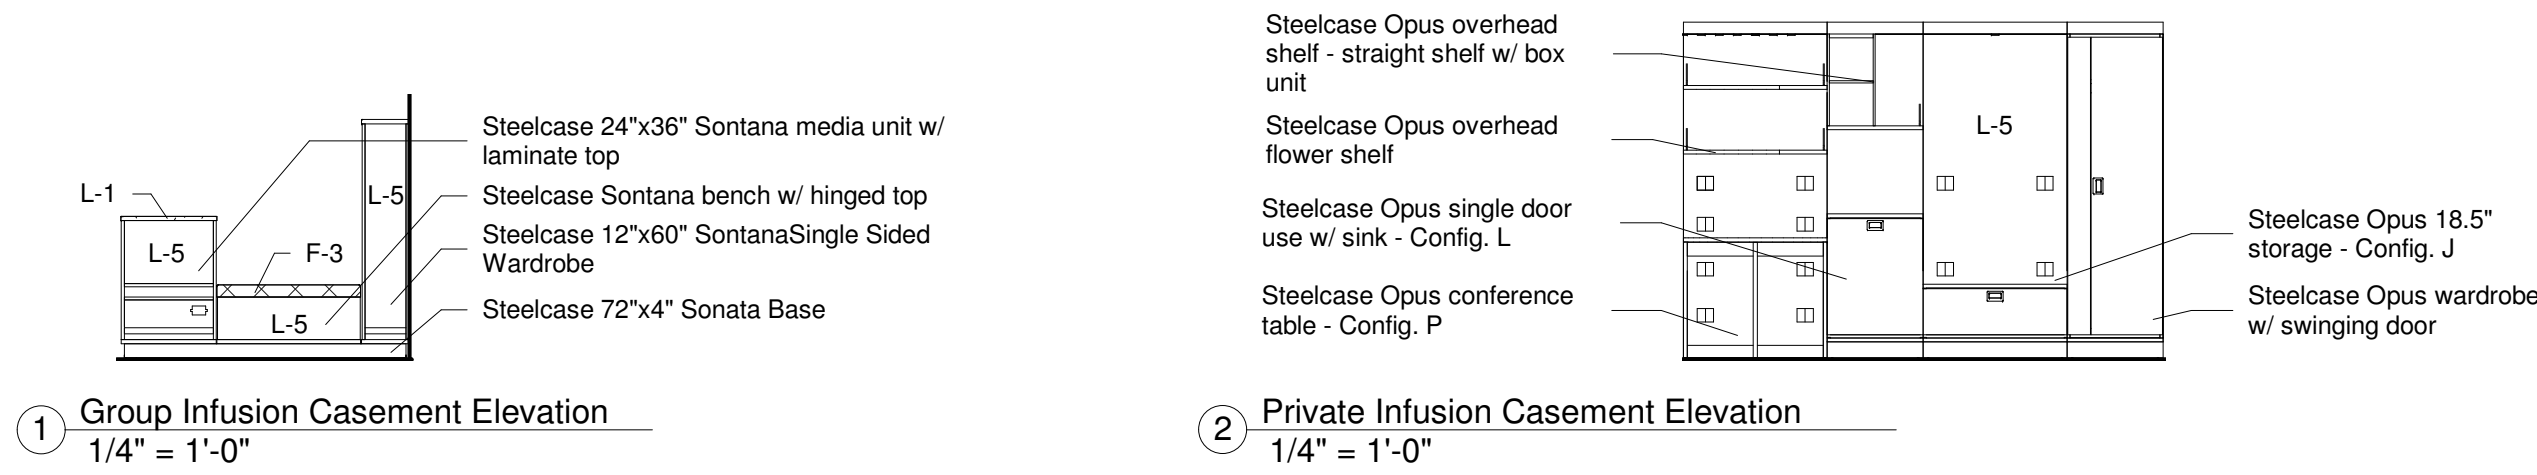 Steelcase 24"x36" Sontana media unit w/
laminate top
Steelcase Sontana bench w/ hinged top
Steelcase 12"x60" SontanaSingle Sided
Wardrobe
Steelcase 72"x4" Sonata Base
L-1
L-5
L-5
F-3
L-5
1
Group Infusion Casement Elevation
1/4" = 1'-0"
Steelcase Opus overhead
shelf - straight shelf w/ box
unit
Steelcase Opus overhead
flower shelf
Steelcase Opus single door
use w/ sink - Config. L
Steelcase Opus conference
table - Config. P
L-5
Steelcase Opus 18.5"
storage - Config. J
Steelcase Opus wardrobe
w/ swinging door
2
Private Infusion Casement Elevation
1/4" = 1'-0"